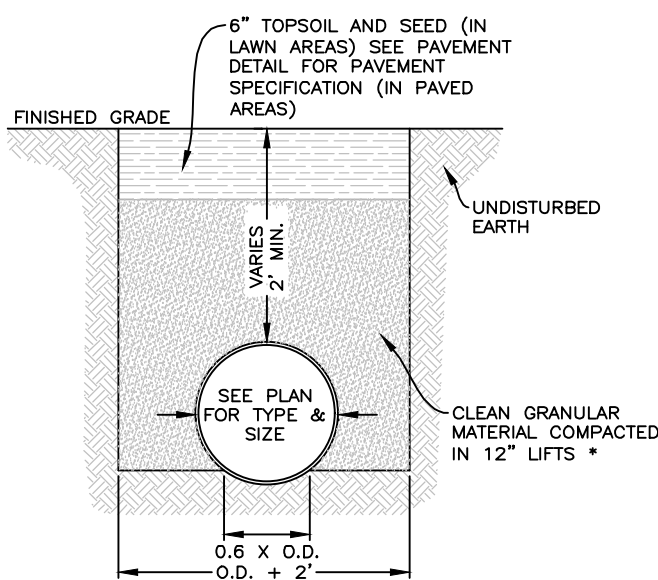 6" TOPSOIL AND SEED (IN
LAWN AREAS) SEE PAVEMENT
DETAIL FOR PAVEMENT
SPECIFICATION (IN PAVED
AREAS)
FINISHED GRADE
UNDISTURBED
EARTH
VARIES
2' MIN.
SEE PLAN
FOR TYPE &
SIZE
CLEAN GRANULAR
MATERIAL COMPACTED
IN 12" LIFTS *
0.6 X O.D.
O.D. + 2'